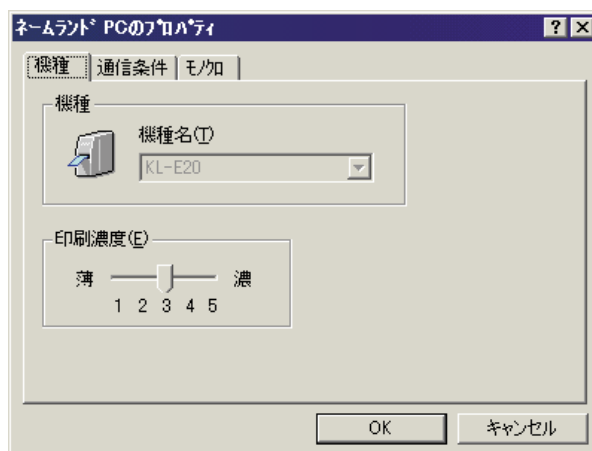 ﾈｰﾑﾗﾝﾄﾞ PCのﾌﾟﾛﾊﾟﾃｨ
機種 通信条件 ﾓﾉｸﾛ
機種
機種名(T)
KL-E20
印刷濃度(E)
薄 濃
1 2 3 4 5
OK キャンセル